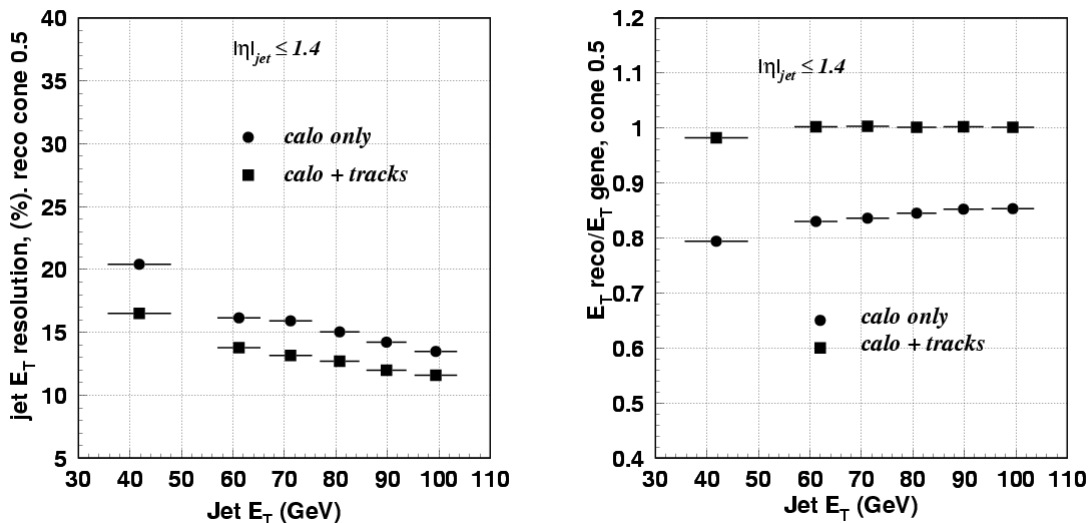 jet E_T resolution, (%). reco cone 0.5
40
35
30
25
20
15
10
5
|η|_jet ≤ 1.4
calo only
calo + tracks
30 40 50 60 70 80 90 100 110
Jet E_T (GeV)
E_T reco/E_T gene, cone 0.5
1.2
1.1
1
0.9
0.8
0.7
0.6
0.5
0.4
|η|_jet ≤ 1.4
calo only
calo + tracks
30 40 50 60 70 80 90 100 110
Jet E_T (GeV)